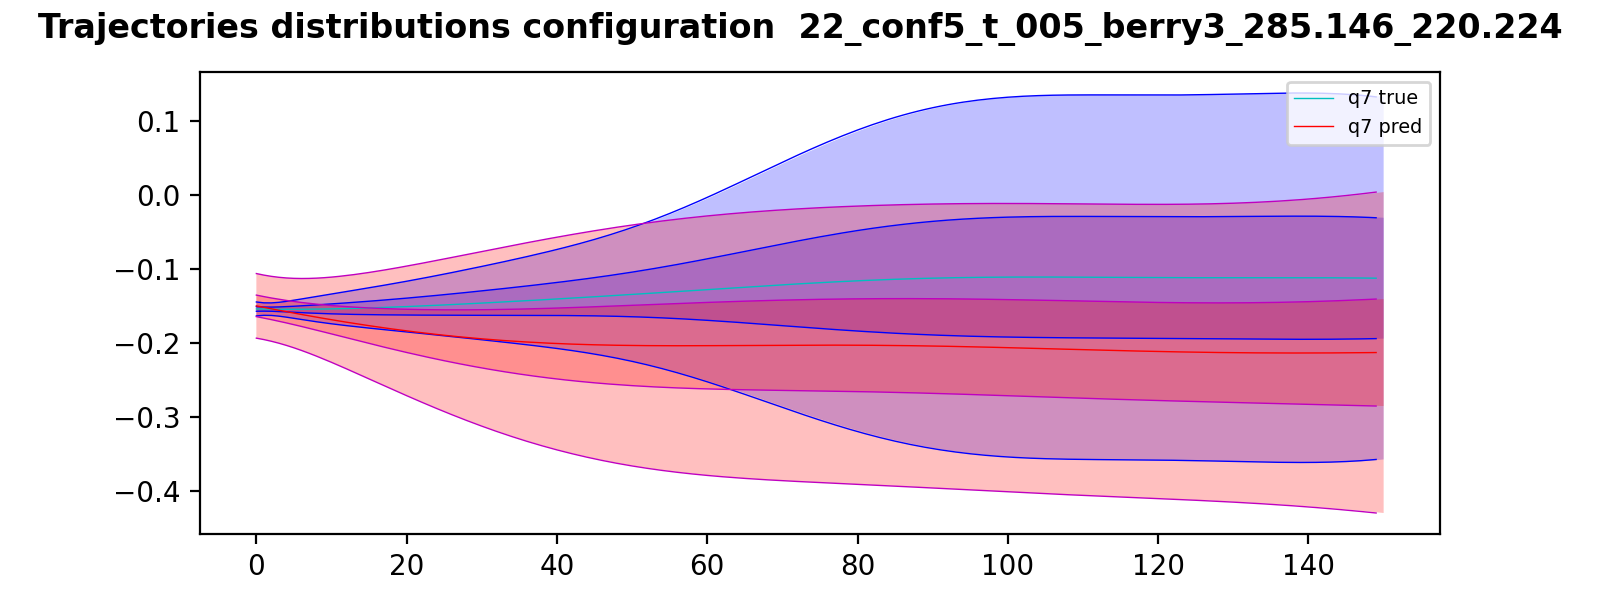 Trajectories distributions configuration  22_conf5_t_005_berry3_285.146_220.224
q7 true
q7 pred
0.1
0.0
−0.1
−0.2
−0.3
−0.4
0 20 40 60 80 100 120 140